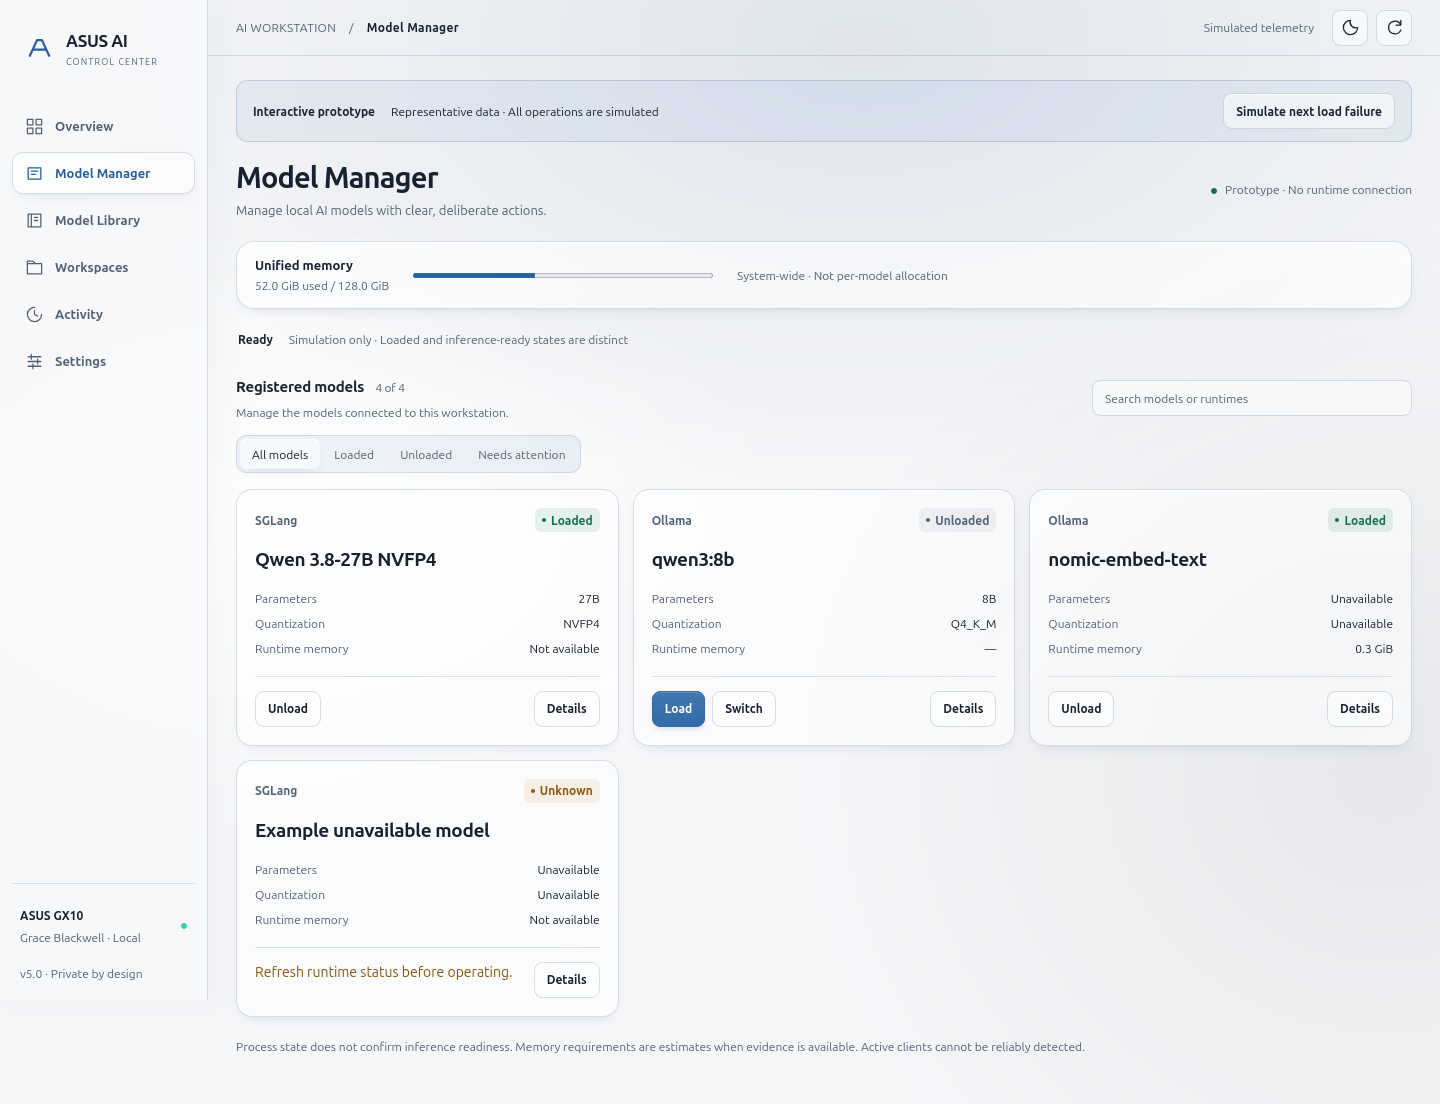 ASUS AI
CONTROL CENTER
Overview
Model Manager
Model Library
Workspaces
Activity
Settings
ASUS GX10
Grace Blackwell · Local
v5.0 · Private by design
AI WORKSTATION / Model Manager
Simulated telemetry
Interactive prototype Representative data · All operations are simulated
Simulate next load failure
Model Manager
Manage local AI models with clear, deliberate actions.
Prototype · No runtime connection
Unified memory
52.0 GiB used / 128.0 GiB
System-wide · Not per-model allocation
Ready Simulation only · Loaded and inference-ready states are distinct
Registered models 4 of 4
Manage the models connected to this workstation.
Search models or runtimes
All models Loaded Unloaded Needs attention
SGLang Loaded
Qwen 3.8-27B NVFP4
Parameters 27B
Quantization NVFP4
Runtime memory Not available
Unload Details
Ollama Unloaded
qwen3:8b
Parameters 8B
Quantization Q4_K_M
Runtime memory —
Load Switch Details
Ollama Loaded
nomic-embed-text
Parameters Unavailable
Quantization Unavailable
Runtime memory 0.3 GiB
Unload Details
SGLang Unknown
Example unavailable model
Parameters Unavailable
Quantization Unavailable
Runtime memory Not available
Refresh runtime status before operating. Details
Process state does not confirm inference readiness. Memory requirements are estimates when evidence is available. Active clients cannot be reliably detected.